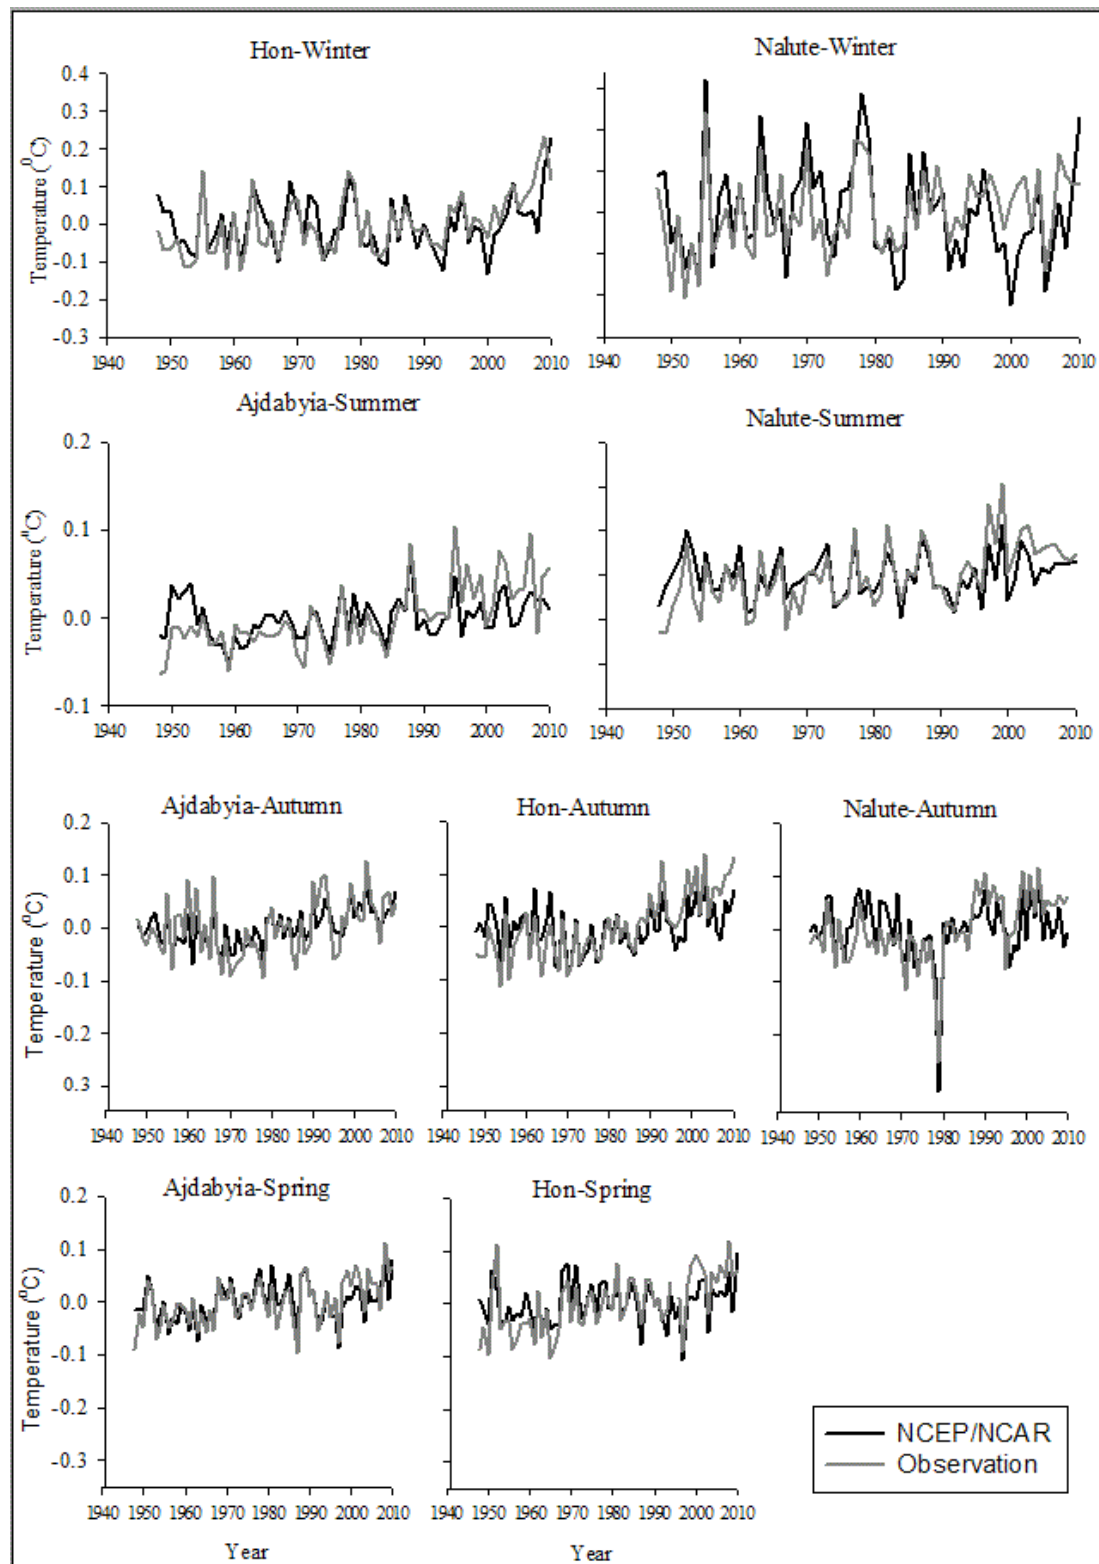 Hon-Winter
Nalute-Winter
0.4
0.3
0.2
0.1
0.0
-0.1
-0.2
-0.3
Temperature (⁰C)
1940 1950 1960 1970 1980 1990 2000 2010
1940 1950 1960 1970 1980 1990 2000 2010
Ajdabyia-Summer
Nalute-Summer
0.2
0.1
0.0
-0.1
Temperature (⁰C)
1940 1950 1960 1970 1980 1990 2000 2010
1940 1950 1960 1970 1980 1990 2000 2010
Ajdabyia-Autumn
Hon-Autumn
Nalute-Autumn
0.2
0.1
0.0
-0.1
-0.2
0.3
Temperature (⁰C)
1940 1950 1960 1970 1980 1990 2000 2010
1940 1950 1960 1970 1980 1990 2000 2010
1940 1950 1960 1970 1980 1990 2000 2010
Ajdabyia-Spring
Hon-Spring
0.2
0.1
0.0
-0.1
-0.2
-0.3
Temperature (⁰C)
1940 1950 1960 1970 1980 1990 2000 2010
1940 1950 1960 1970 1980 1990 2000 2010
Year
Year
NCEP/NCAR
Observation